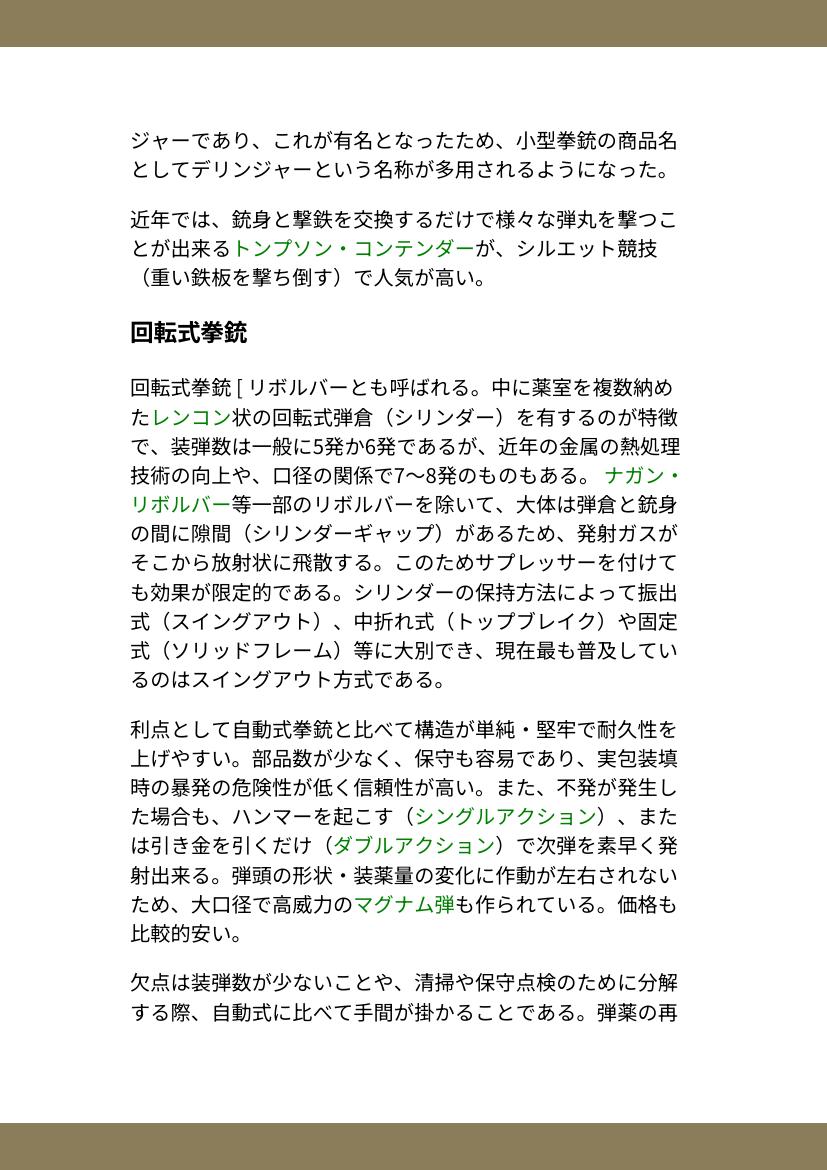 ジャーであり、これが有名となったため、小型拳銃の商品名
としてデリンジャーという名称が多用されるようになった。
近年では、銃身と撃鉄を交換するだけで様々な弾丸を撃つこ
とが出来るトンプソン・コンテンダーが、シルエット競技
（重い鉄板を撃ち倒す）で人気が高い。
回転式拳銃
回転式拳銃 [ リボルバーとも呼ばれる。中に薬室を複数納め
たレンコン状の回転式弾倉（シリンダー）を有するのが特徴
で、装弾数は一般に5発か6発であるが、近年の金属の熱処理
技術の向上や、口径の関係で7〜8発のものもある。 ナガン・
リボルバー等一部のリボルバーを除いて、大体は弾倉と銃身
の間に隙間（シリンダーギャップ）があるため、発射ガスが
そこから放射状に飛散する。このためサプレッサーを付けて
も効果が限定的である。シリンダーの保持方法によって振出
式（スイングアウト）、中折れ式（トップブレイク）や固定
式（ソリッドフレーム）等に大別でき、現在最も普及してい
るのはスイングアウト方式である。
利点として自動式拳銃と比べて構造が単純・堅牢で耐久性を
上げやすい。部品数が少なく、保守も容易であり、実包装填
時の暴発の危険性が低く信頼性が高い。また、不発が発生し
た場合も、ハンマーを起こす（シングルアクション）、また
は引き金を引くだけ（ダブルアクション）で次弾を素早く発
射出来る。弾頭の形状・装薬量の変化に作動が左右されない
ため、大口径で高威力のマグナム弾も作られている。価格も
比較的安い。
欠点は装弾数が少ないことや、清掃や保守点検のために分解
する際、自動式に比べて手間が掛かることである。弾薬の再